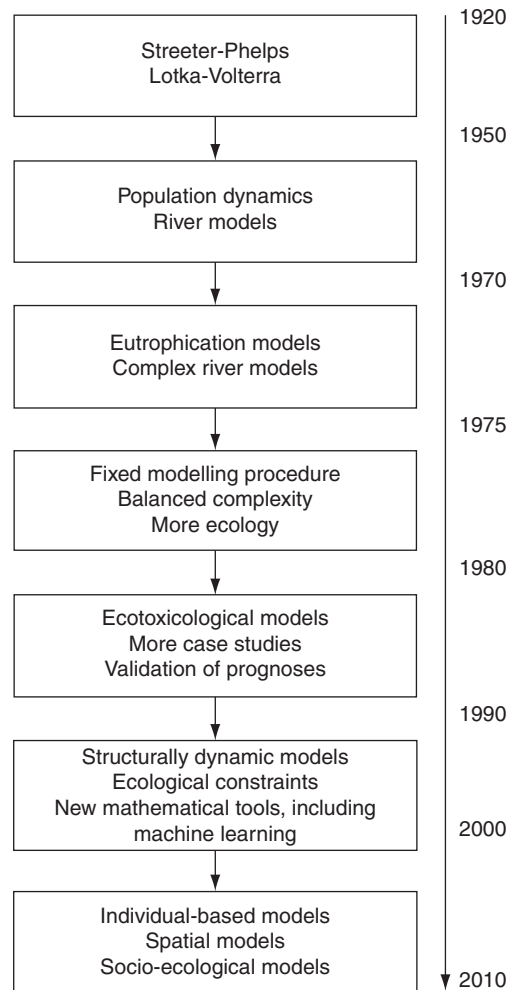 1920
Streeter-Phelps
Lotka-Volterra
1950
Population dynamics
River models
1970
Eutrophication models
Complex river models
1975
Fixed modelling procedure
Balanced complexity
More ecology
1980
Ecotoxicological models
More case studies
Validation of prognoses
1990
Structurally dynamic models
Ecological constraints
New mathematical tools, including
machine learning
2000
Individual-based models
Spatial models
Socio-ecological models
2010